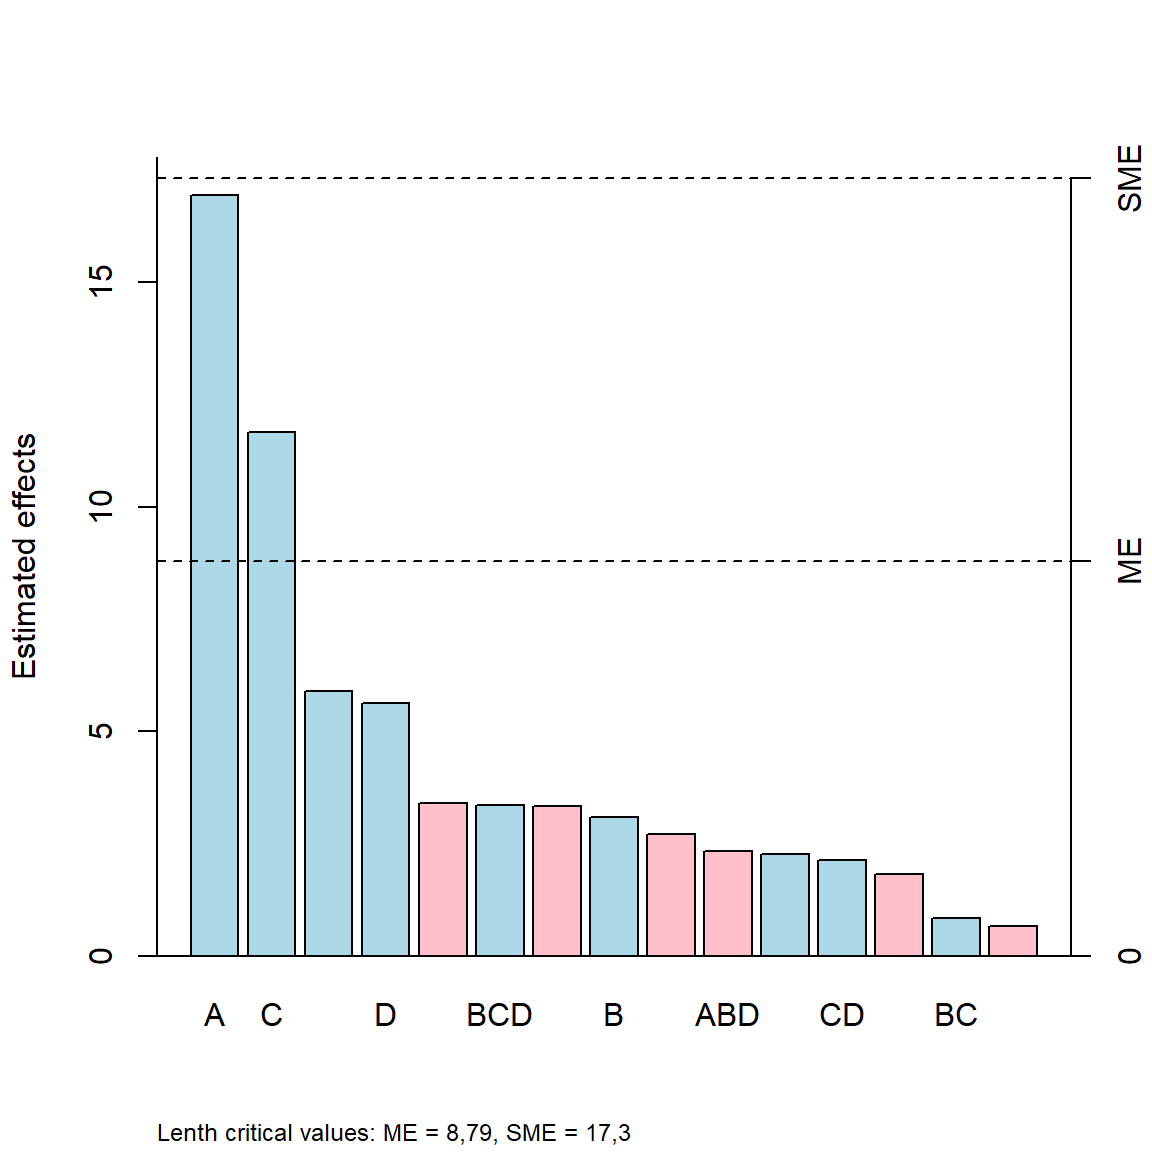 SME
15
10
ME
Estimated effects
5
0
0
A C D BCD B ABD CD BC
Lenth critical values: ME = 8,79, SME = 17,3